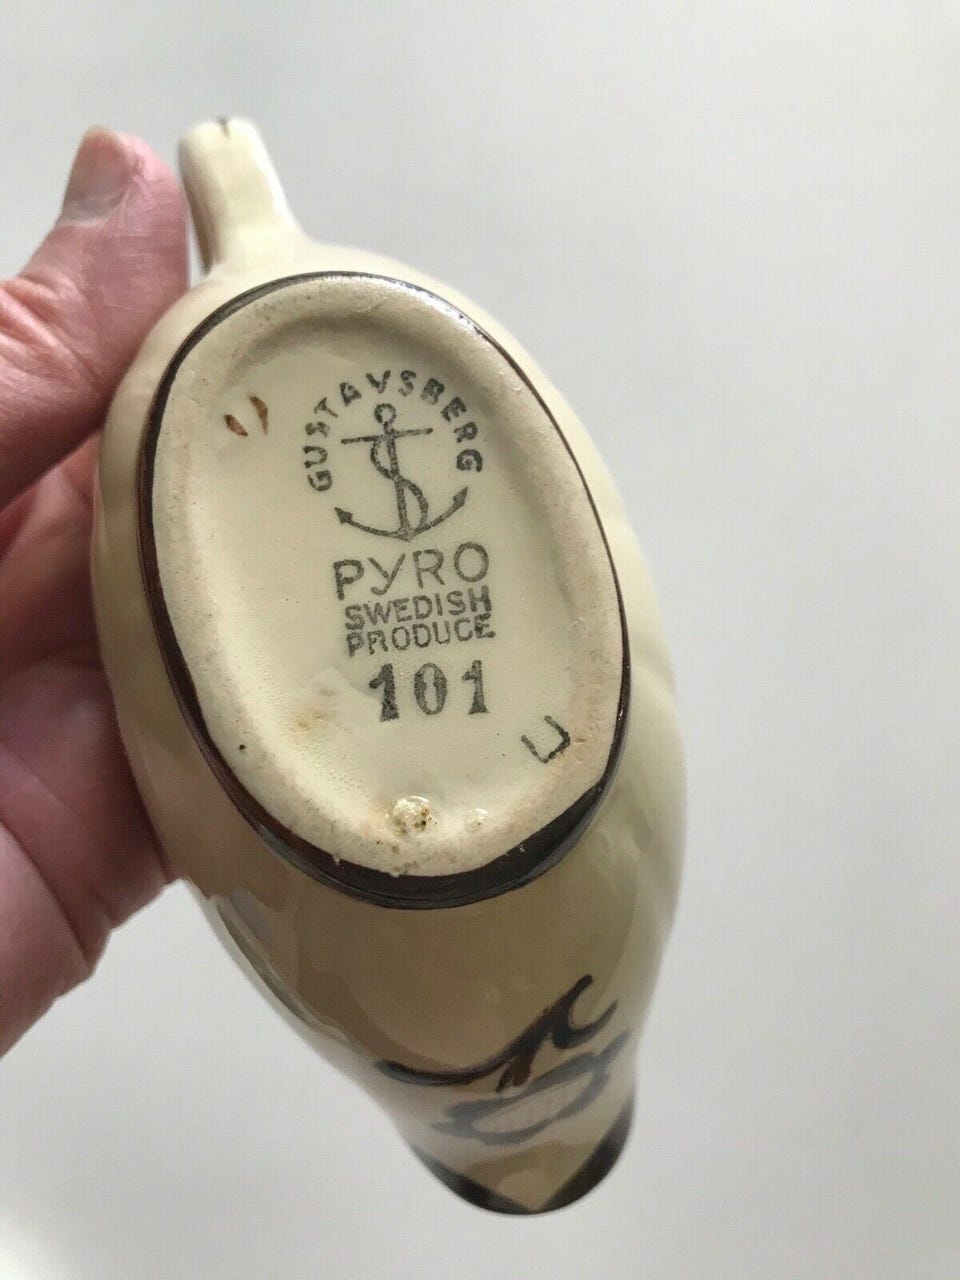 GUSTAVSBERG
PYRO
SWEDISH
PRODUCE
101
U